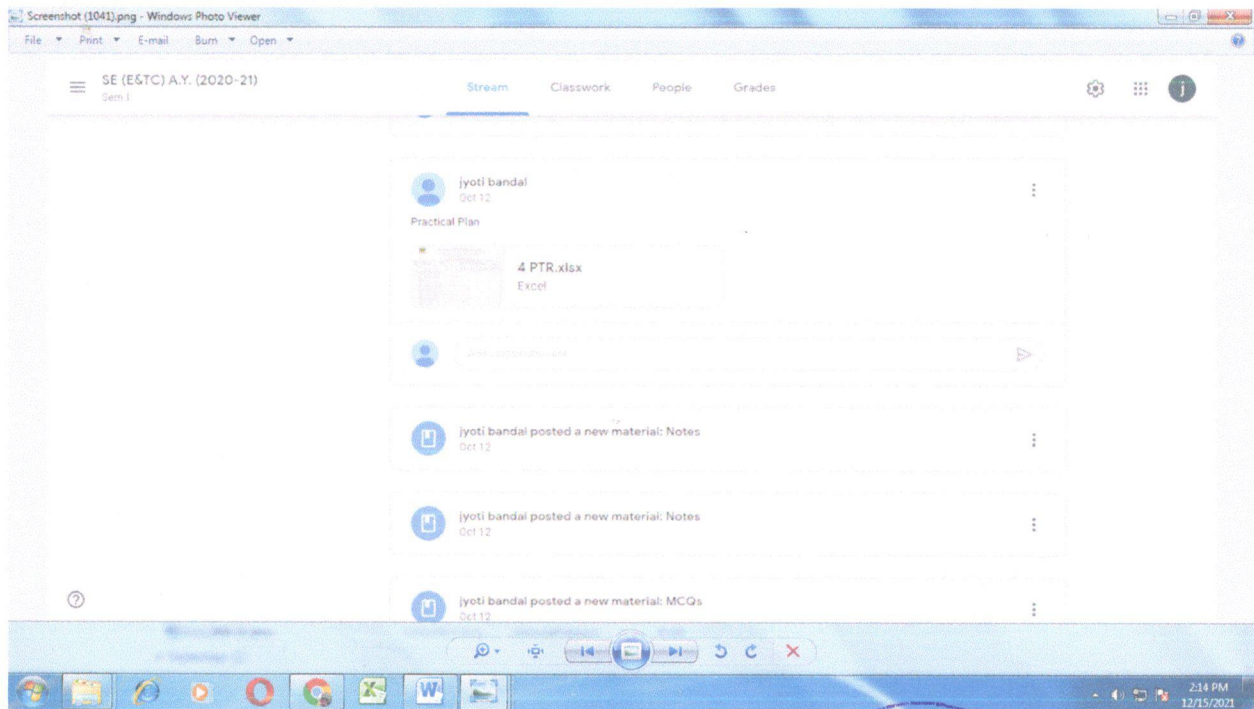 Screenshot (1041).png - Windows Photo Viewer
File Print E-mail Burn Open
SE (E&TC) A.Y. (2020-21)
Sem I
Stream Classwork People Grades
j
jyoti bandal
Oct 12
Practical Plan
4 PTR.xlsx
Excel
jyoti bandal posted a new material: Notes
Oct 12
jyoti bandal posted a new material: Notes
Oct 12
jyoti bandal posted a new material: MCQs
Oct 12
2:14 PM
12/15/2021